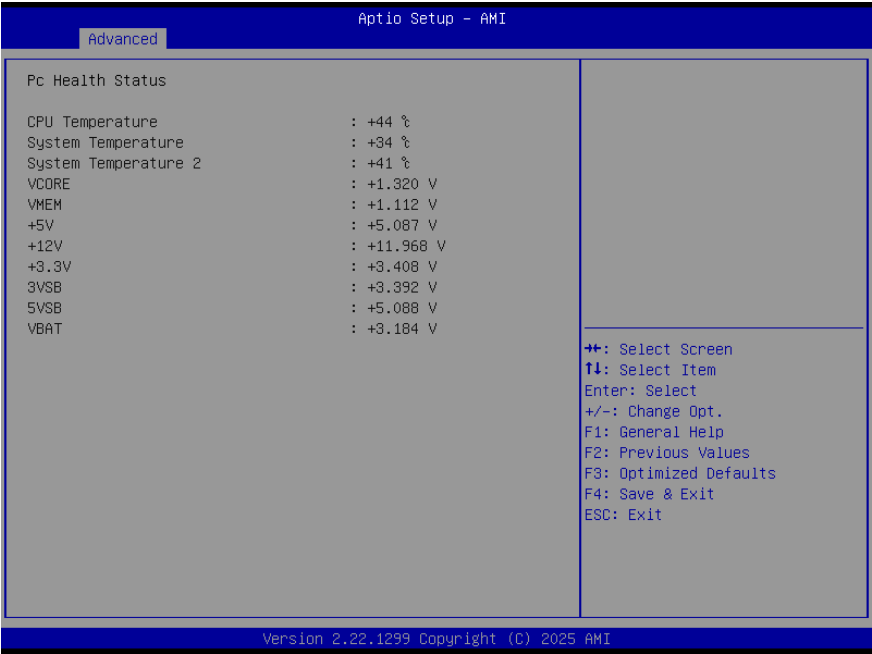 Aptio Setup - AMI
Advanced
Pc Health Status
CPU Temperature : +44 ℃
System Temperature : +34 ℃
System Temperature 2 : +41 ℃
VCORE : +1.320 V
VMEM : +1.112 V
+5V : +5.087 V
+12V : +11.968 V
+3.3V : +3.408 V
3VSB : +3.392 V
5VSB : +5.088 V
VBAT : +3.184 V
→←: Select Screen
↑↓: Select Item
Enter: Select
+/-: Change Opt.
F1: General Help
F2: Previous Values
F3: Optimized Defaults
F4: Save & Exit
ESC: Exit
Version 2.22.1299 Copyright (C) 2025 AMI